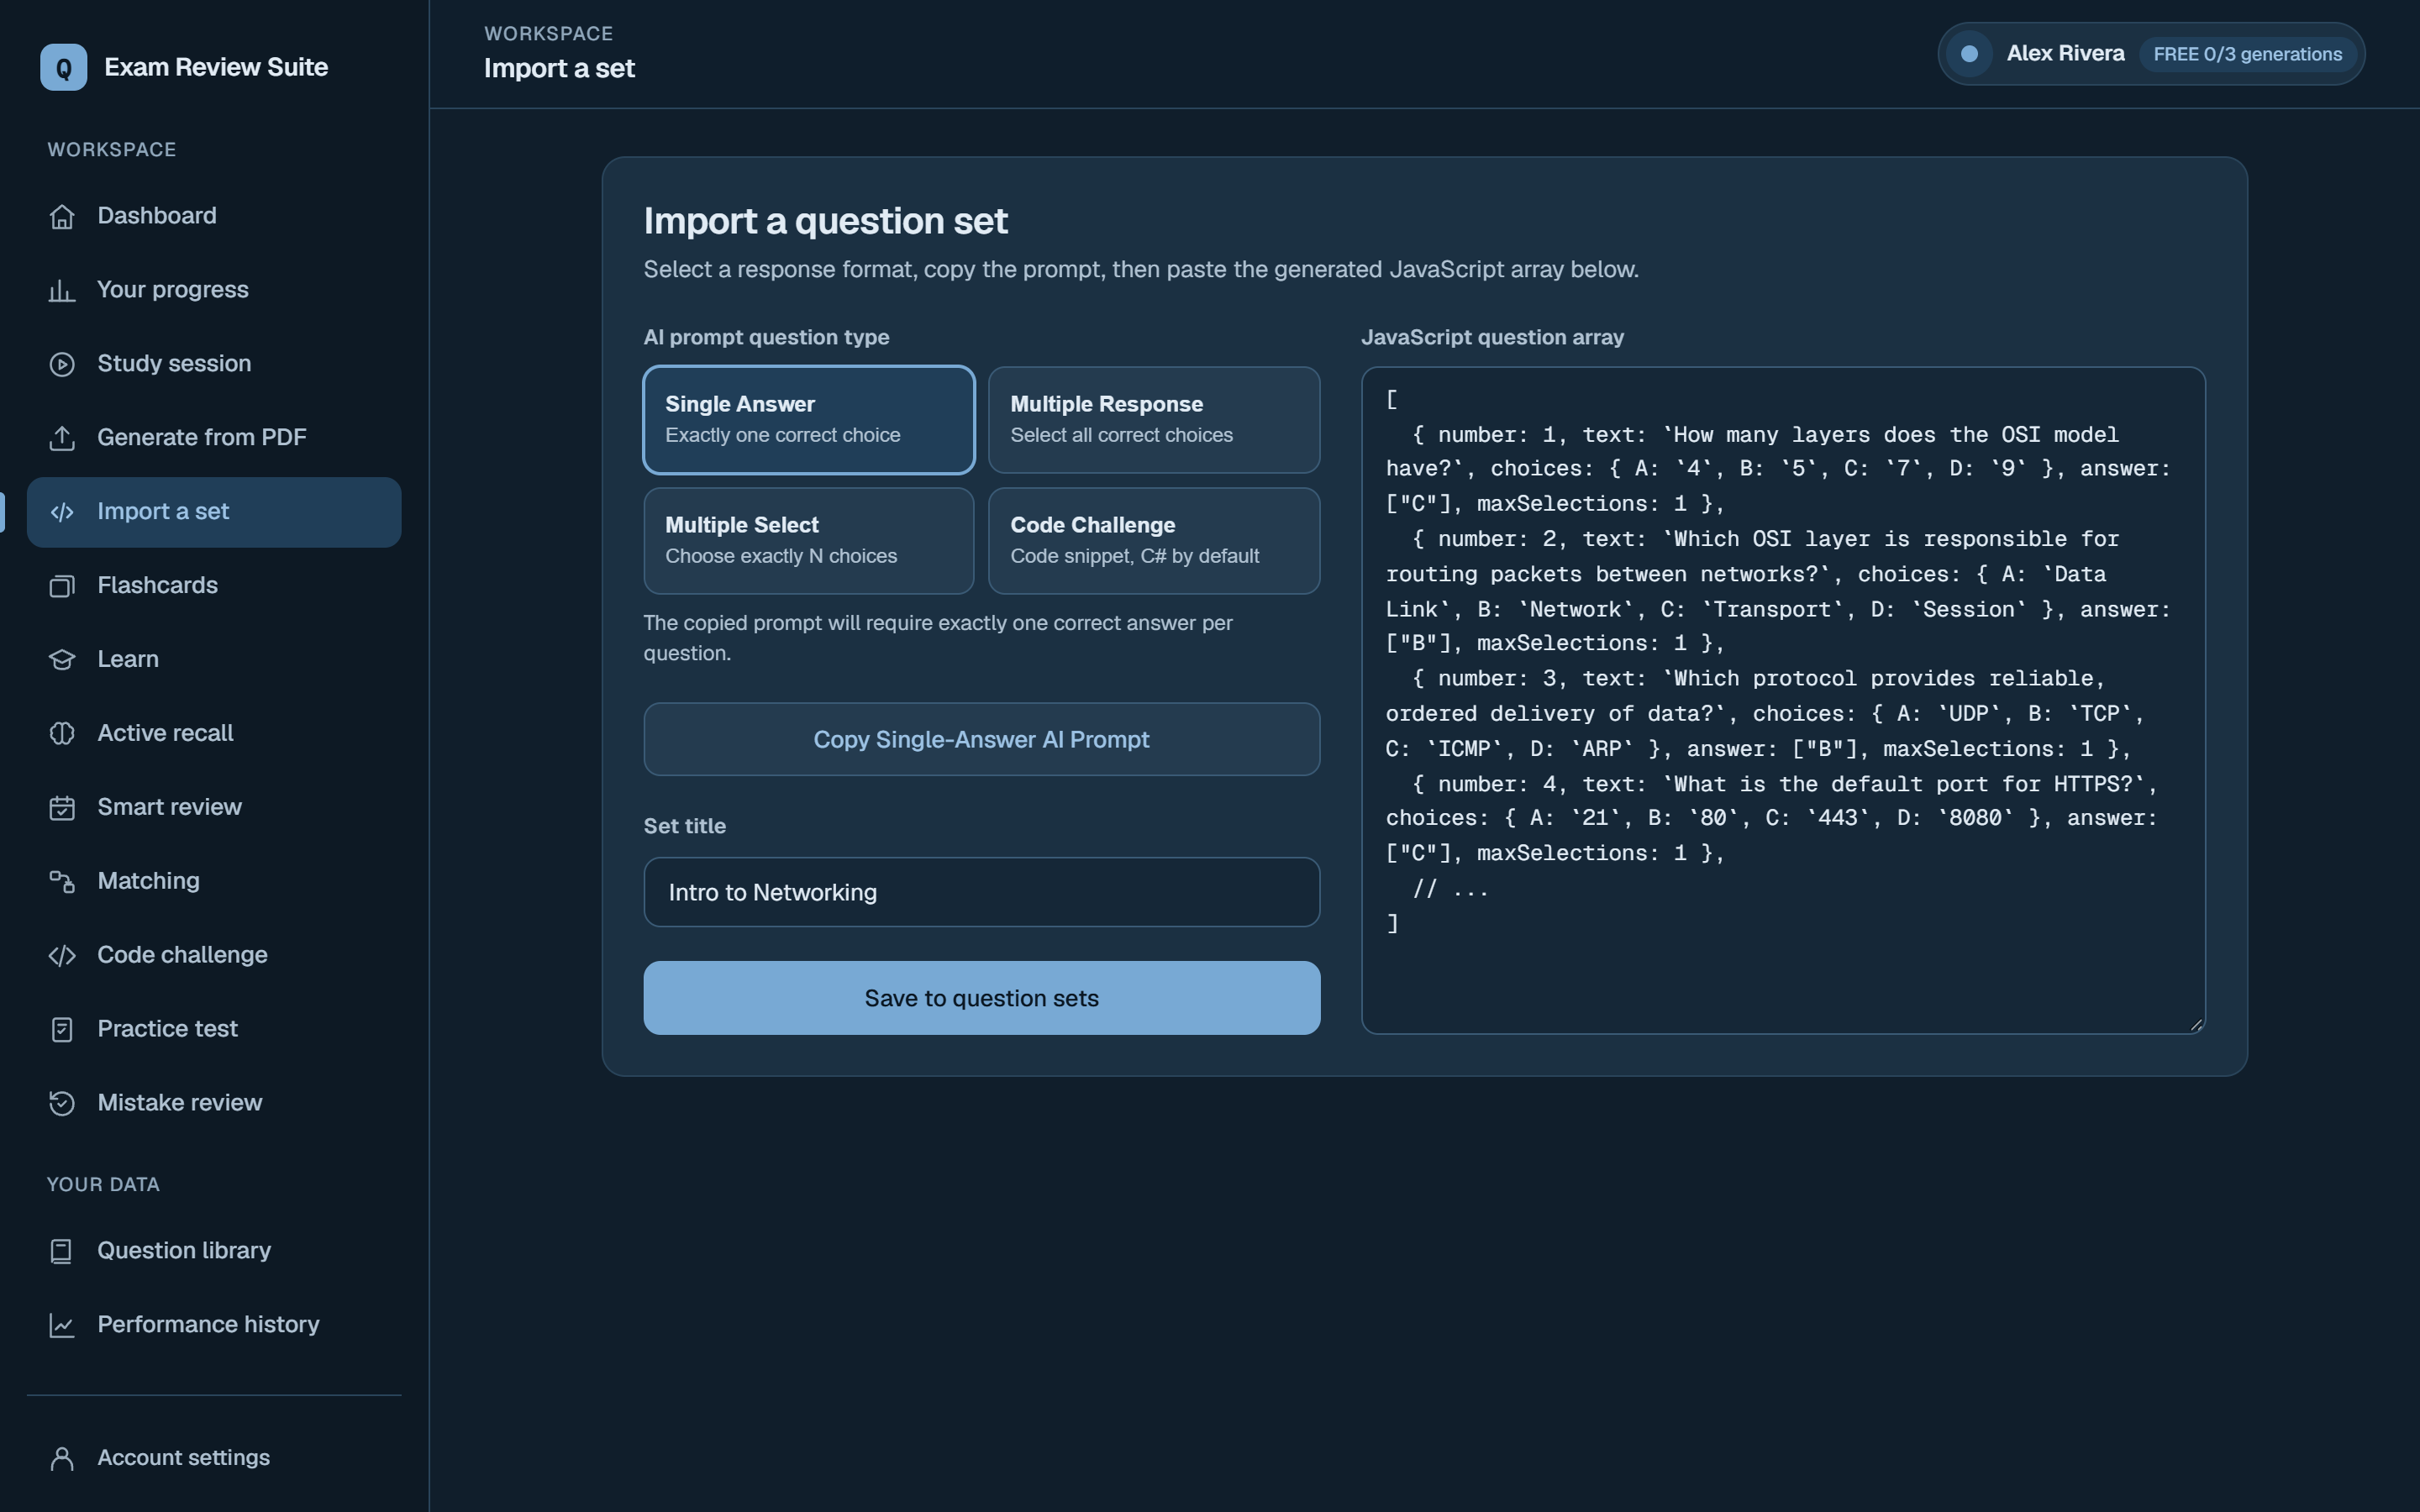 Q
Exam Review Suite
WORKSPACE
Dashboard
Your progress
Study session
Generate from PDF
Import a set
Flashcards
Learn
Active recall
Smart review
Matching
Code challenge
Practice test
Mistake review
YOUR DATA
Question library
Performance history
Account settings
WORKSPACE
Import a set
Alex Rivera
FREE 0/3 generations
Import a question set
Select a response format, copy the prompt, then paste the generated JavaScript array below.
AI prompt question type
Single Answer
Exactly one correct choice
Multiple Response
Select all correct choices
Multiple Select
Choose exactly N choices
Code Challenge
Code snippet, C# by default
The copied prompt will require exactly one correct answer per
question.
Copy Single-Answer AI Prompt
Set title
Intro to Networking
Save to question sets
JavaScript question array
[
  { number: 1, text: `How many layers does the OSI model
have?`, choices: { A: `4`, B: `5`, C: `7`, D: `9` }, answer:
["C"], maxSelections: 1 },
  { number: 2, text: `Which OSI layer is responsible for
routing packets between networks?`, choices: { A: `Data
Link`, B: `Network`, C: `Transport`, D: `Session` }, answer:
["B"], maxSelections: 1 },
  { number: 3, text: `Which protocol provides reliable,
ordered delivery of data?`, choices: { A: `UDP`, B: `TCP`,
C: `ICMP`, D: `ARP` }, answer: ["B"], maxSelections: 1 },
  { number: 4, text: `What is the default port for HTTPS?`,
choices: { A: `21`, B: `80`, C: `443`, D: `8080` }, answer:
["C"], maxSelections: 1 },
  // ...
]